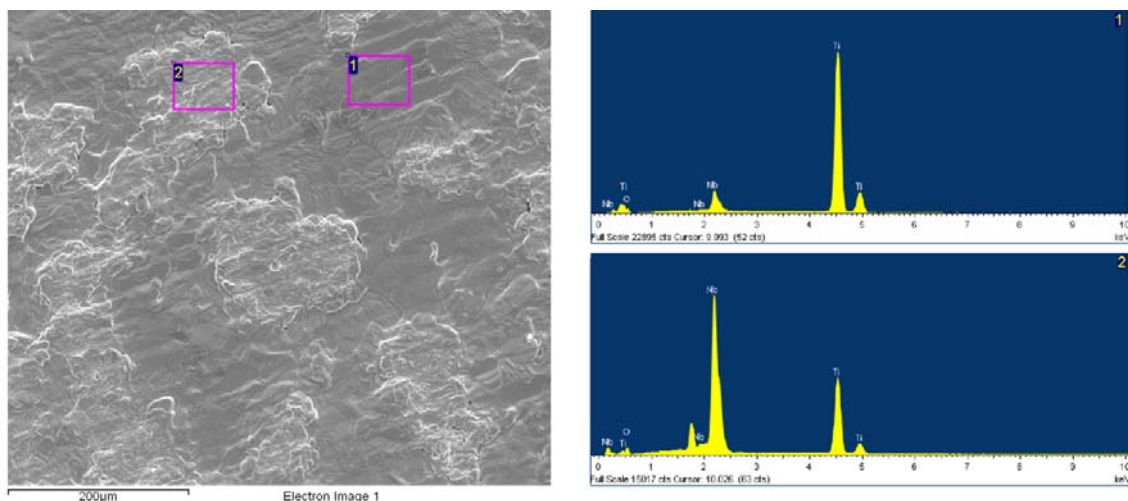 2
1
200µm
Electron Image 1
1
Ti
Nb
Ti
O
Nb
Nb
Ti
0 1 2 3 4 5 6 7 8 9 10
Full Scale 22895 cts Cursor: 9.993 (52 cts)
keV
2
Nb
Ti
O
Nb
Ti
Nb
Ti
0 1 2 3 4 5 6 7 8 9 10
Full Scale 15017 cts Cursor: 10.026 (63 cts)
keV